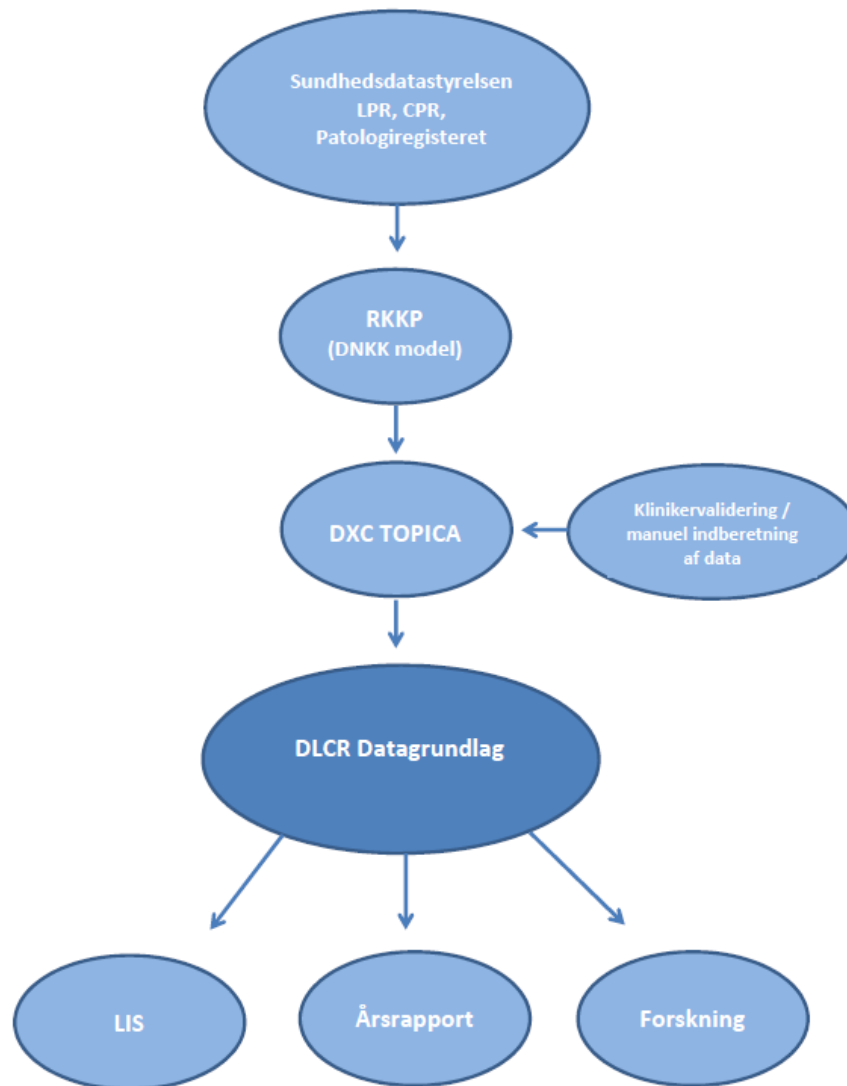 Sundhedsdatastyrelsen
LPR, CPR,
Patologiregisteret
RKKP
(DNKK model)
DXC TOPICA
Klinikervalidering /
manuel indberetning
af data
DLCR Datagrundlag
LIS
Årsrapport
Forskning